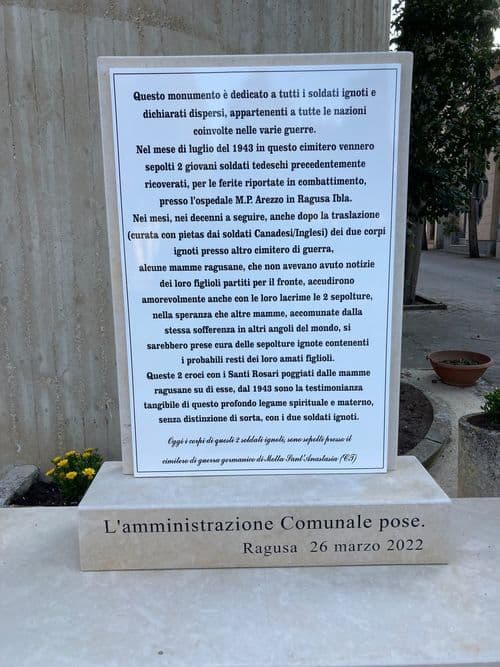 Questo monumento è dedicato a tutti i soldati ignoti e
dichiarati dispersi, appartenenti a tutte le nazioni
coinvolte nelle varie guerre.
Nel mese di luglio del 1943 in questo cimitero vennero
sepolti 2 giovani soldati tedeschi precedentemente
ricoverati, per le ferite riportate in combattimento,
presso l'ospedale M.P. Arezzo in Ragusa Ibla.
Nei mesi, nei decenni a seguire, anche dopo la traslazione
(curata con pietas dai soldati Canadesi/Inglesi) dei due corpi
ignoti presso altro cimitero di guerra,
alcune mamme ragusane, che non avevano avuto notizie
dei loro figlioli partiti per il fronte, accudirono
amorevolmente anche con le loro lacrime le 2 sepolture,
nella speranza che altre mamme, accomunate dalla
stessa sofferenza in altri angoli del mondo, si
sarebbero prese cura delle sepolture ignote contenenti
i probabili resti dei loro amati figlioli.
Queste 2 croci con i Santi Rosari poggiati dalle mamme
ragusane su di esse, dal 1943 sono la testimonianza
tangibile di questo profondo legame spirituale e materno,
senza distinzione di sorta, con i due soldati ignoti.
Oggi i corpi di questi 2 soldati ignoti, sono sepolti presso il
cimitero di guerra germanico di Motta Sant'Anastasia (CT)
L'amministrazione Comunale pose.
Ragusa 26 marzo 2022